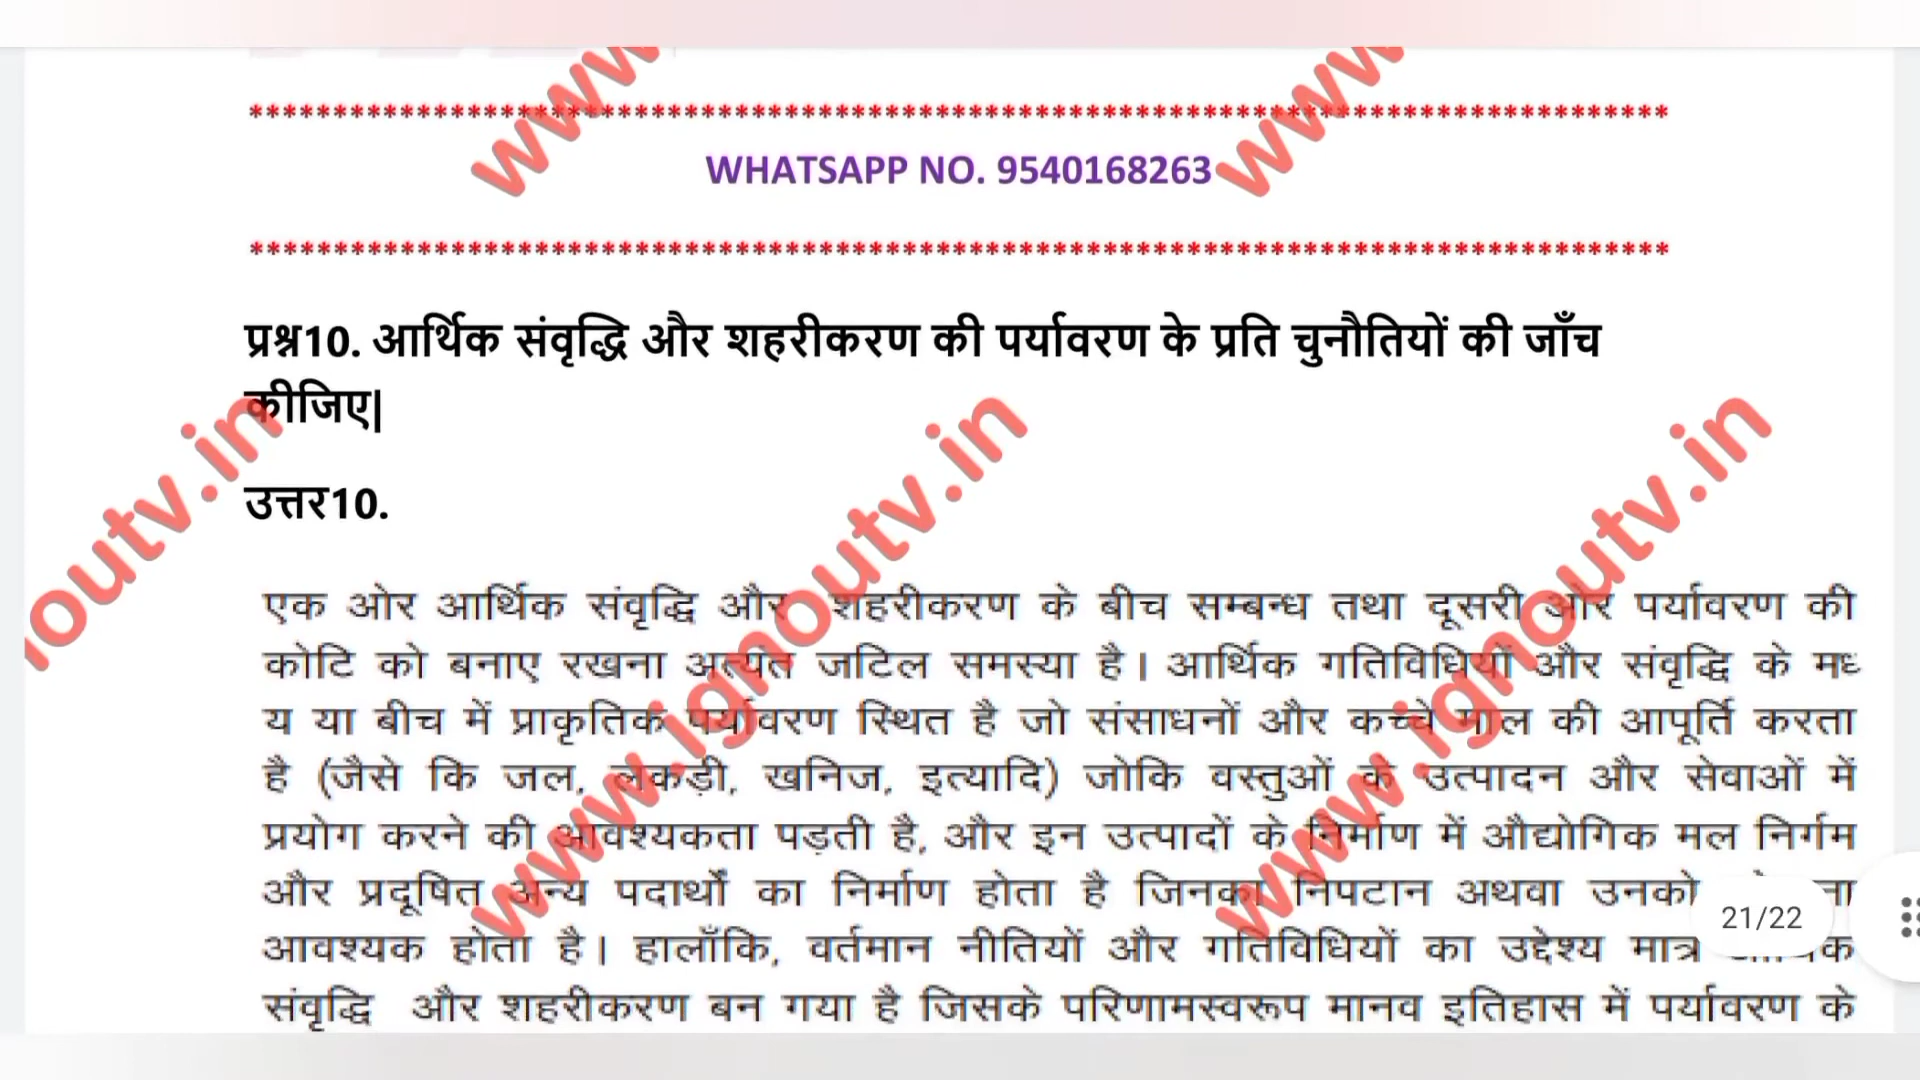 ****************************************************************************************
WHATSAPP NO. 9540168263
****************************************************************************************
प्रश्न10. आर्थिक संवृद्धि और शहरीकरण की पर्यावरण के प्रति चुनौतियों की जाँच
कीजिए|
उत्तर10.
एक ओर आर्थिक संवृद्धि और शहरीकरण के बीच सम्बन्ध तथा दूसरी ओर पर्यावरण की
कोटि को बनाए रखना अत्यंत जटिल समस्या है। आर्थिक गतिविधियों और संवृद्धि के मध्
य या बीच में प्राकृतिक पर्यावरण स्थित है जो संसाधनों और कच्चे माल की आपूर्ति करता
है (जैसे कि जल, लकड़ी, खनिज, इत्यादि) जोकि वस्तुओं के उत्पादन और सेवाओं में
प्रयोग करने की आवश्यकता पड़ती है, और इन उत्पादों के निर्माण में औद्योगिक मल निर्गम
और प्रदूषित अन्य पदार्थों का निर्माण होता है जिनका निपटान अथवा उनको
आवश्यक होता है। हालाँकि, वर्तमान नीतियों और गतिविधियों का उद्देश्य मात्र
संवृद्धि और शहरीकरण बन गया है जिसके परिणामस्वरूप मानव इतिहास में पर्यावरण के
21/22
www.ignoutv.in
www.ignoutv.in